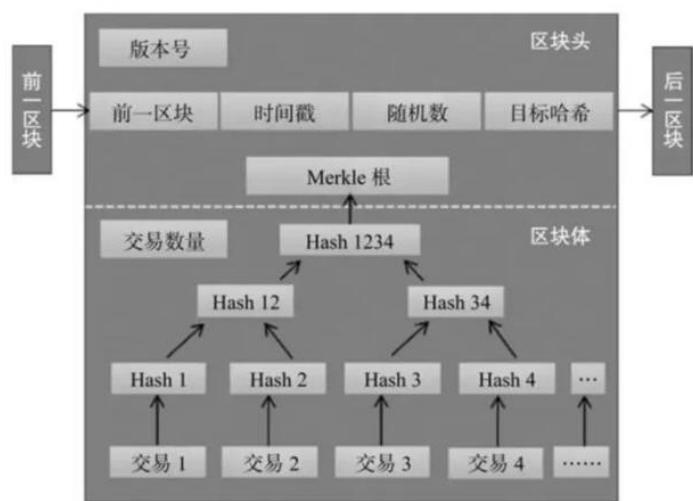 版本号
区块头
前一区块
前一区块
时间戳
随机数
目标哈希
后一区块
Merkle 根
交易数量
Hash 1234
区块体
Hash 12
Hash 34
Hash 1
Hash 2
Hash 3
Hash 4
…
交易 1
交易 2
交易 3
交易 4
……